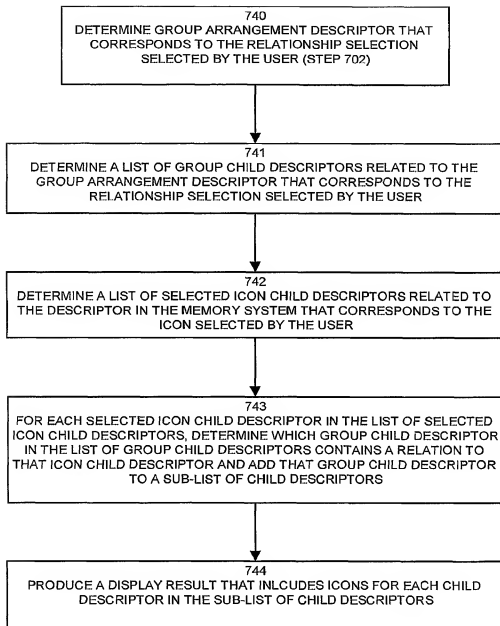 740
DETERMINE GROUP ARRANGEMENT DESCRIPTOR THAT
CORRESPONDS TO THE RELATIONSHIP SELECTION
SELECTED BY THE USER (STEP 702)
741
DETERMINE A LIST OF GROUP CHILD DESCRIPTORS RELATED TO THE
GROUP ARRANGEMENT DESCRIPTOR THAT CORRESPONDS TO THE
RELATIONSHIP SELECTION SELECTED BY THE USER
742
DETERMINE A LIST OF SELECTED ICON CHILD DESCRIPTORS RELATED TO
THE DESCRIPTOR IN THE MEMORY SYSTEM THAT CORRESPONDS TO THE
ICON SELECTED BY THE USER
743
FOR EACH SELECTED ICON CHILD DESCRIPTOR IN THE LIST OF SELECTED
ICON CHILD DESCRIPTORS, DETERMINE WHICH GROUP CHILD DESCRIPTOR
IN THE LIST OF GROUP CHILD DESCRIPTORS CONTAINS A RELATION TO
THAT ICON CHILD DESCRIPTOR AND ADD THAT GROUP CHILD DESCRIPTOR
TO A SUB-LIST OF CHILD DESCRIPTORS
744
PRODUCE A DISPLAY RESULT THAT INLCUDES ICONS FOR EACH CHILD
DESCRIPTOR IN THE SUB-LIST OF CHILD DESCRIPTORS